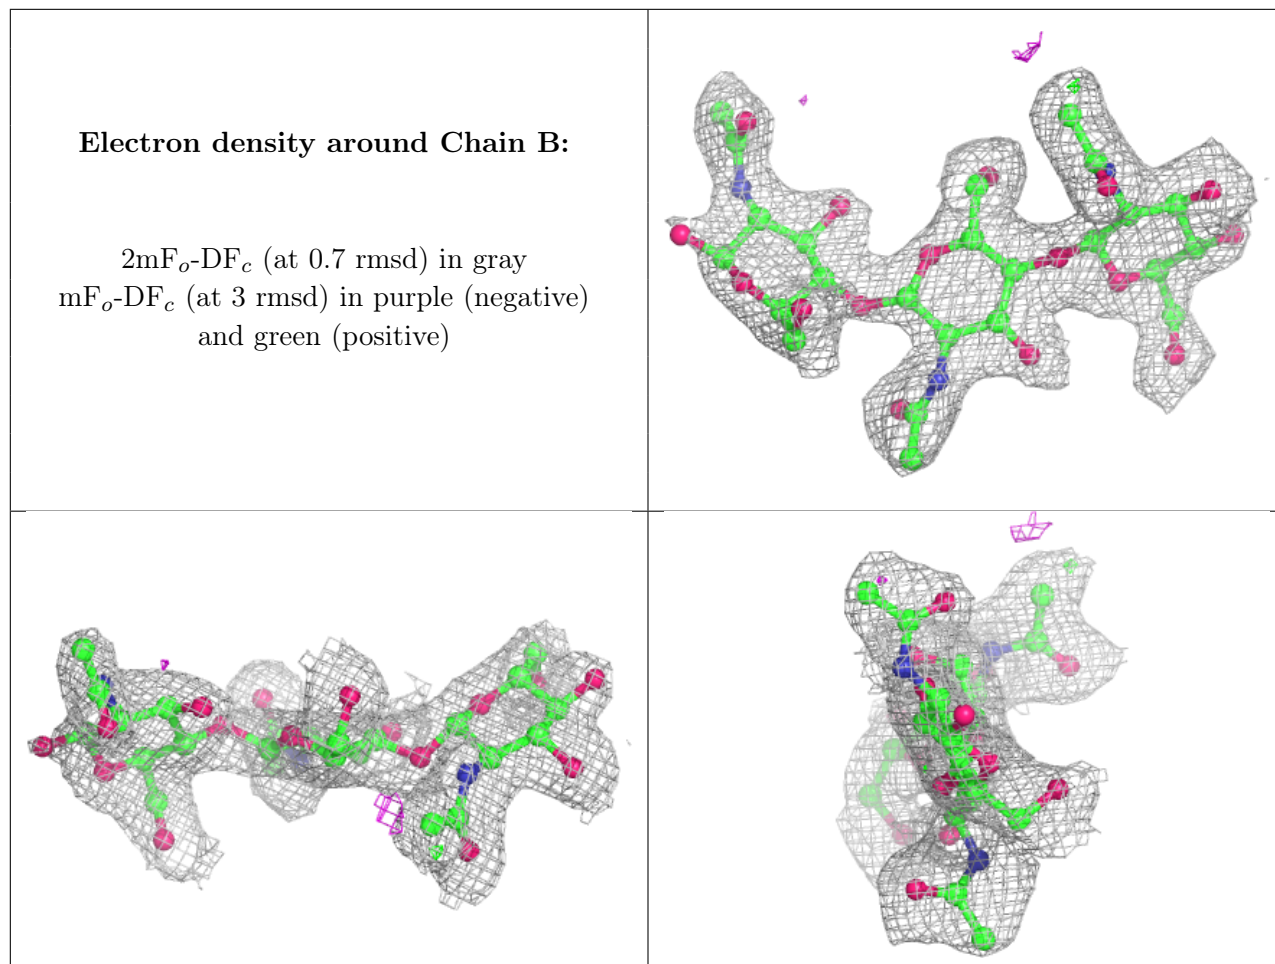 Electron density around Chain B:
2mFo-DFc (at 0.7 rmsd) in gray
mFo-DFc (at 3 rmsd) in purple (negative)
and green (positive)